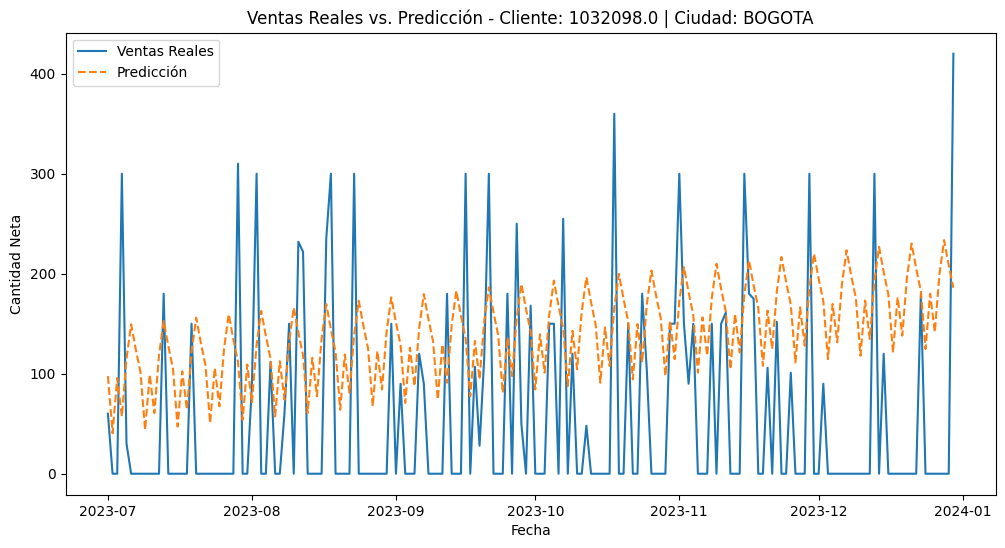 Ventas Reales vs. Predicción - Cliente: 1032098.0 | Ciudad: BOGOTA
Ventas Reales
Predicción
Cantidad Neta
400
300
200
100
0
2023-07
2023-08
2023-09
2023-10
2023-11
2023-12
2024-01
Fecha